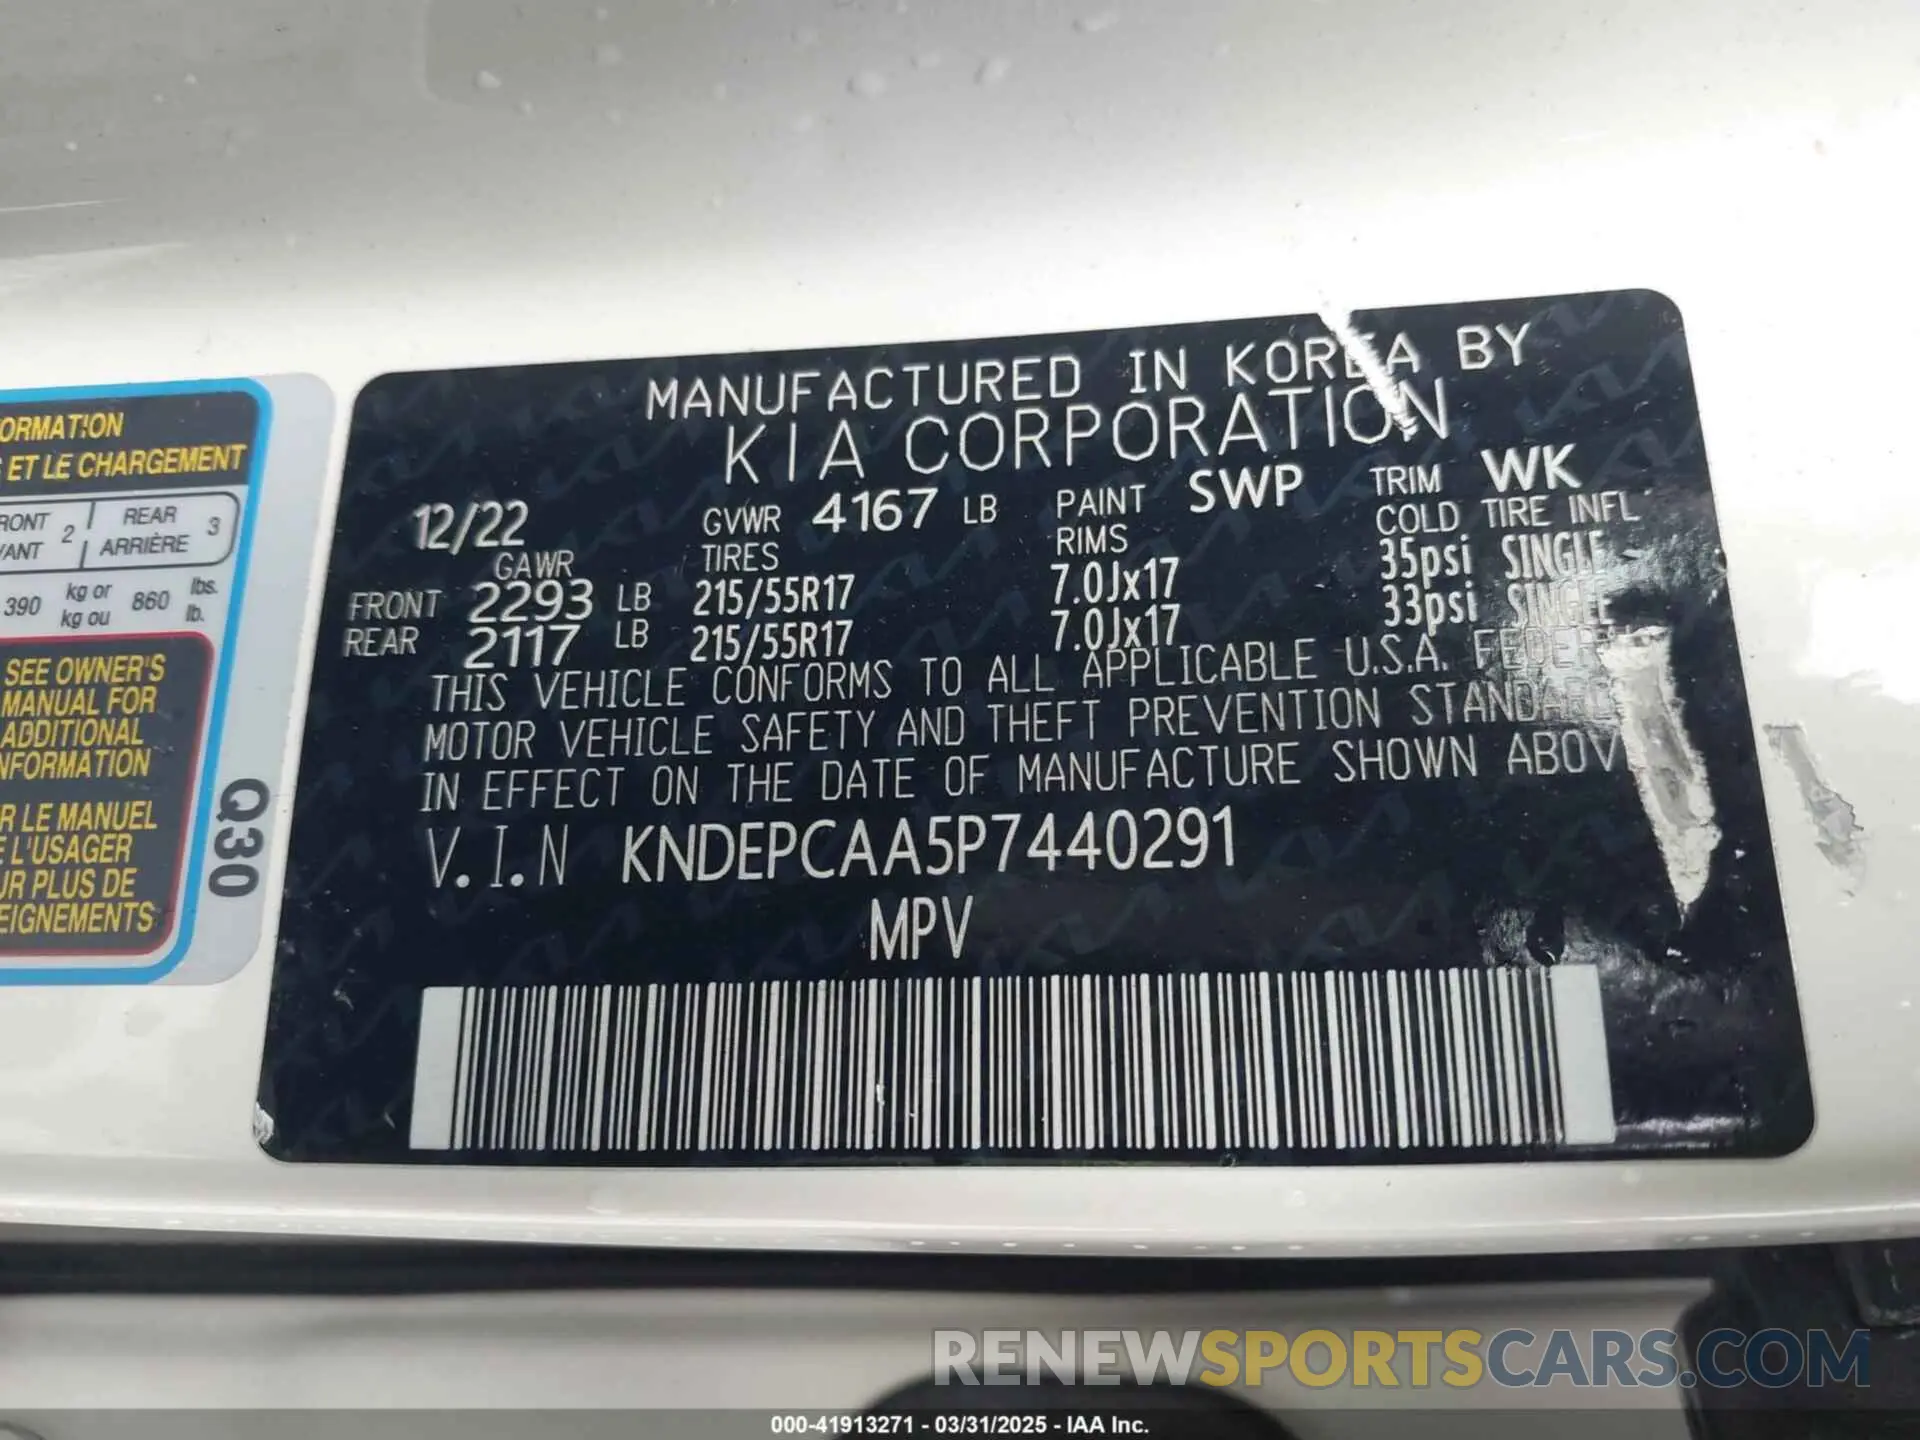 MANUFACTURED IN KOREA BY
KIA CORPORATION
12/22 GVWR 4167 LB PAINT SWP TRIM WK
GAWR TIRES RIMS COLD TIRE INFL
FRONT 2293 LB 215/55R17 7.0Jx17 35psi SINGLE
REAR 2117 LB 215/55R17 7.0Jx17 33psi SINGLE
THIS VEHICLE CONFORMS TO ALL APPLICABLE U.S.A.
MOTOR VEHICLE SAFETY AND THEFT PREVENTION
IN EFFECT ON THE DATE OF MANUFACTURE SHOWN ABOV
V.I.N KNDEPCAA5P7440291
MPV
ORMATION
ET LE CHARGEMENT
RONT 2 REAR 3
VANT ARRIÈRE
390 kg or 860 lbs.
kg ou lb.
SEE OWNER'S
MANUAL FOR
ADDITIONAL
NFORMATION
R LE MANUEL
L'USAGER
UR PLUS DE
EIGNEMENTS
Q30
RENEWSPORTSCARS.COM
000-41913271 - 03/31/2025 - IAA Inc.